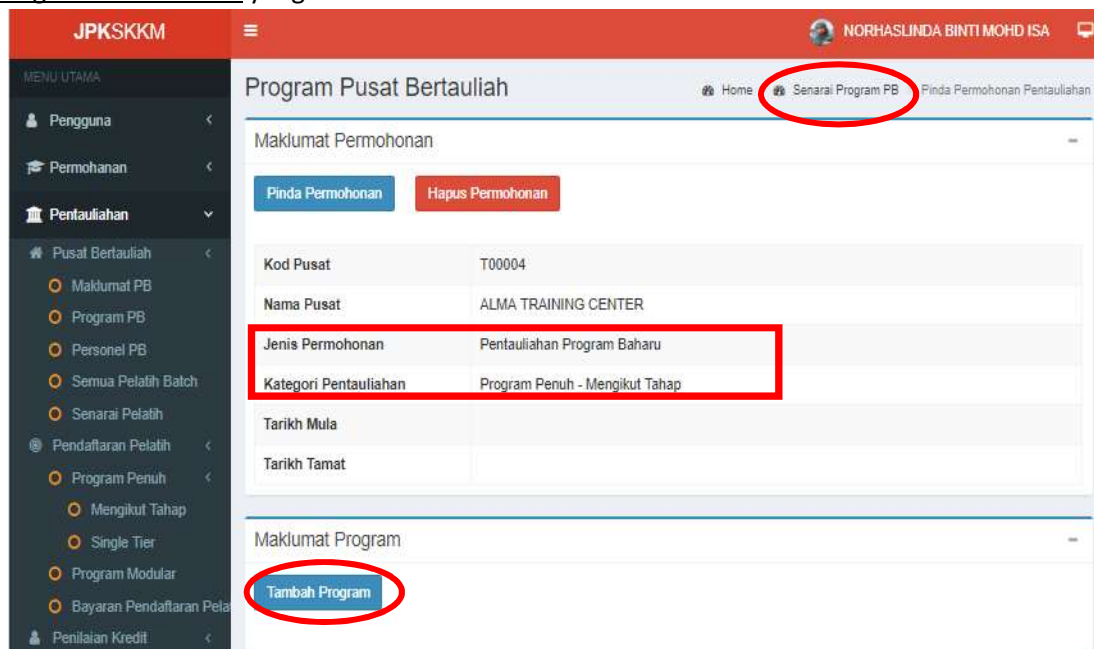 JPKSKKM
NORHASLINDA BINTI MOHD ISA
MENU UTAMA
Pengguna
Permohanan
Pentauliahan
Pusat Bertauliah
Maklumat PB
Program PB
Personel PB
Semua Pelatih Batch
Senarai Pelatih
Pendaftaran Pelatih
Program Penuh
Mengikut Tahap
Single Tier
Program Modular
Bayaran Pendaftaran Pela
Penilaian Kredit
Program Pusat Bertauliah
Home
Senarai Program PB
Pinda Permohonan Pentauliahan
Maklumat Permohonan
Pinda Permohonan Hapus Permohonan
Kod Pusat T00004
Nama Pusat ALMA TRAINING CENTER
Jenis Permohonan Pentauliahan Program Baharu
Kategori Pentauliahan Program Penuh - Mengikut Tahap
Tarikh Mula
Tarikh Tamat
Maklumat Program
Tambah Program